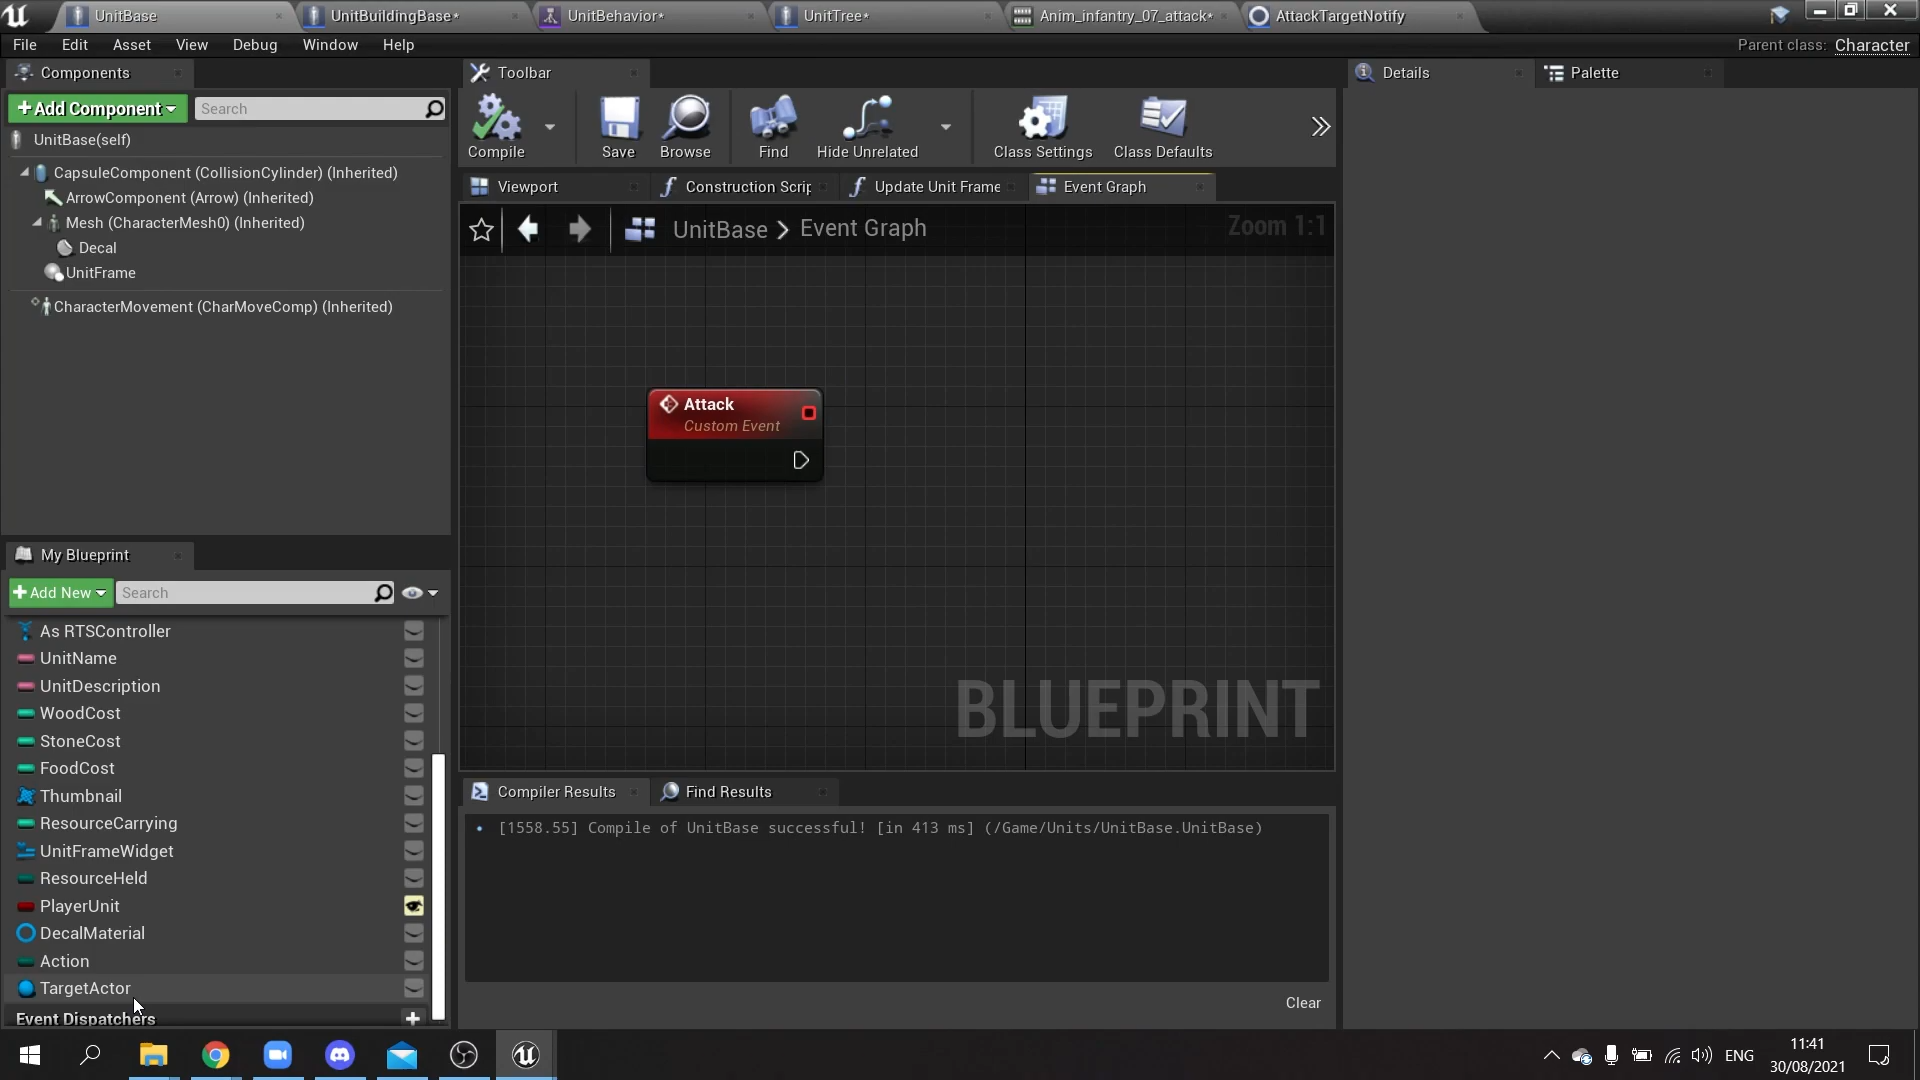 UnitBase
UnitBuildingBase*
UnitBehavior*
UnitTree*
Anim_infantry_07_attack*
AttackTargetNotify
File Edit Asset View Debug Window Help
Parent class: Character
Components
Toolbar
Details
Palette
Add Component
Search
UnitBase(self)
CapsuleComponent (CollisionCylinder) (Inherited)
ArrowComponent (Arrow) (Inherited)
Mesh (CharacterMesh0) (Inherited)
Decal
UnitFrame
CharacterMovement (CharMoveComp) (Inherited)
Compile
Save
Browse
Find
Hide Unrelated
Class Settings
Class Defaults
Viewport
Construction Scrip
Update Unit Frame
Event Graph
UnitBase > Event Graph
Zoom 1:1
Attack
Custom Event
BLUEPRINT
My Blueprint
Add New
Search
As RTSController
UnitName
UnitDescription
WoodCost
StoneCost
FoodCost
Thumbnail
ResourceCarrying
UnitFrameWidget
ResourceHeld
PlayerUnit
DecalMaterial
Action
TargetActor
Event Dispatchers
Compiler Results
Find Results
[1558.55] Compile of UnitBase successful! [in 413 ms] (/Game/Units/UnitBase.UnitBase)
Clear
ENG
11:41
30/08/2021